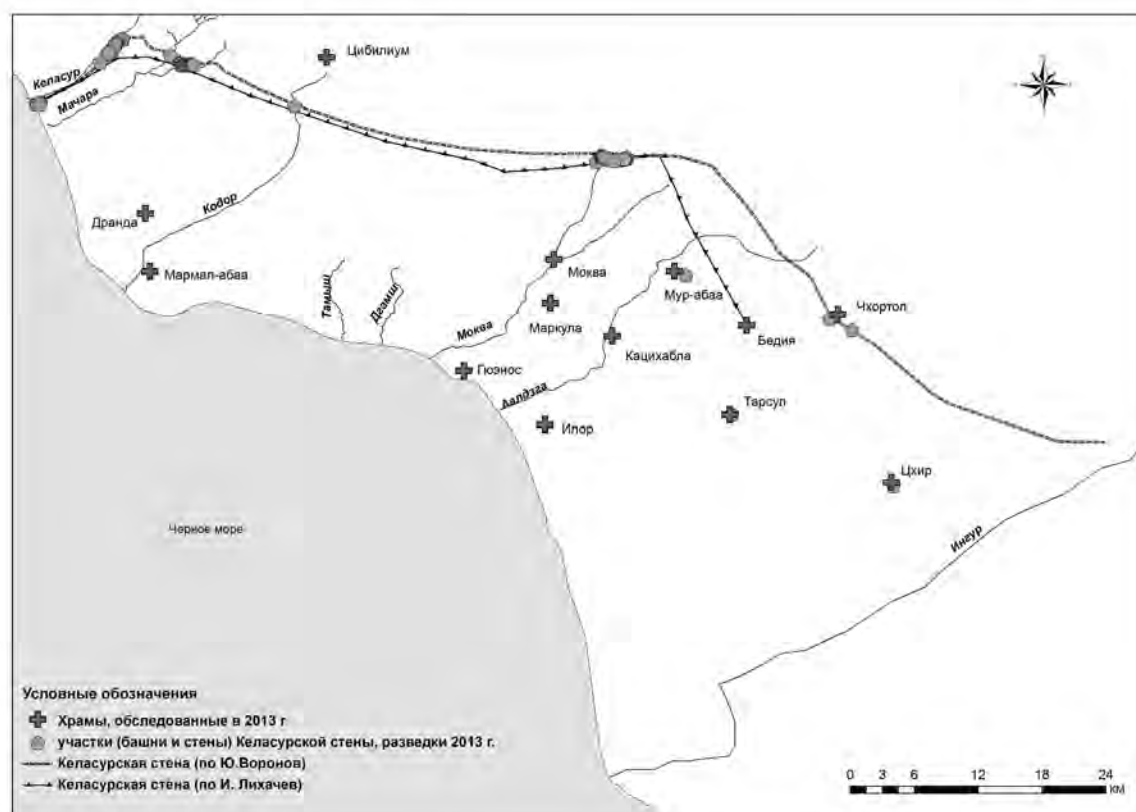 Цибилиум
Келасур
Мачара
Кодор
Дранда
Мармал-абаа
Тамыш
Дгамш
Моква
Мур-абаа
Чхортол
Маркула
Моква
Кацихабла
Бедия
Гюэнос
Аалдзга
Тарсул
Илор
Цхир
Черное море
Ингур
Условные обозначения
Храмы, обследованные в 2013 г
участки (башни и стены) Келасурской стены, разведки 2013 г.
Келасурская стена (по Ю.Воронов)
Келасурская стена (по И. Лихачев)
0 3 6 12 18 24
КМ